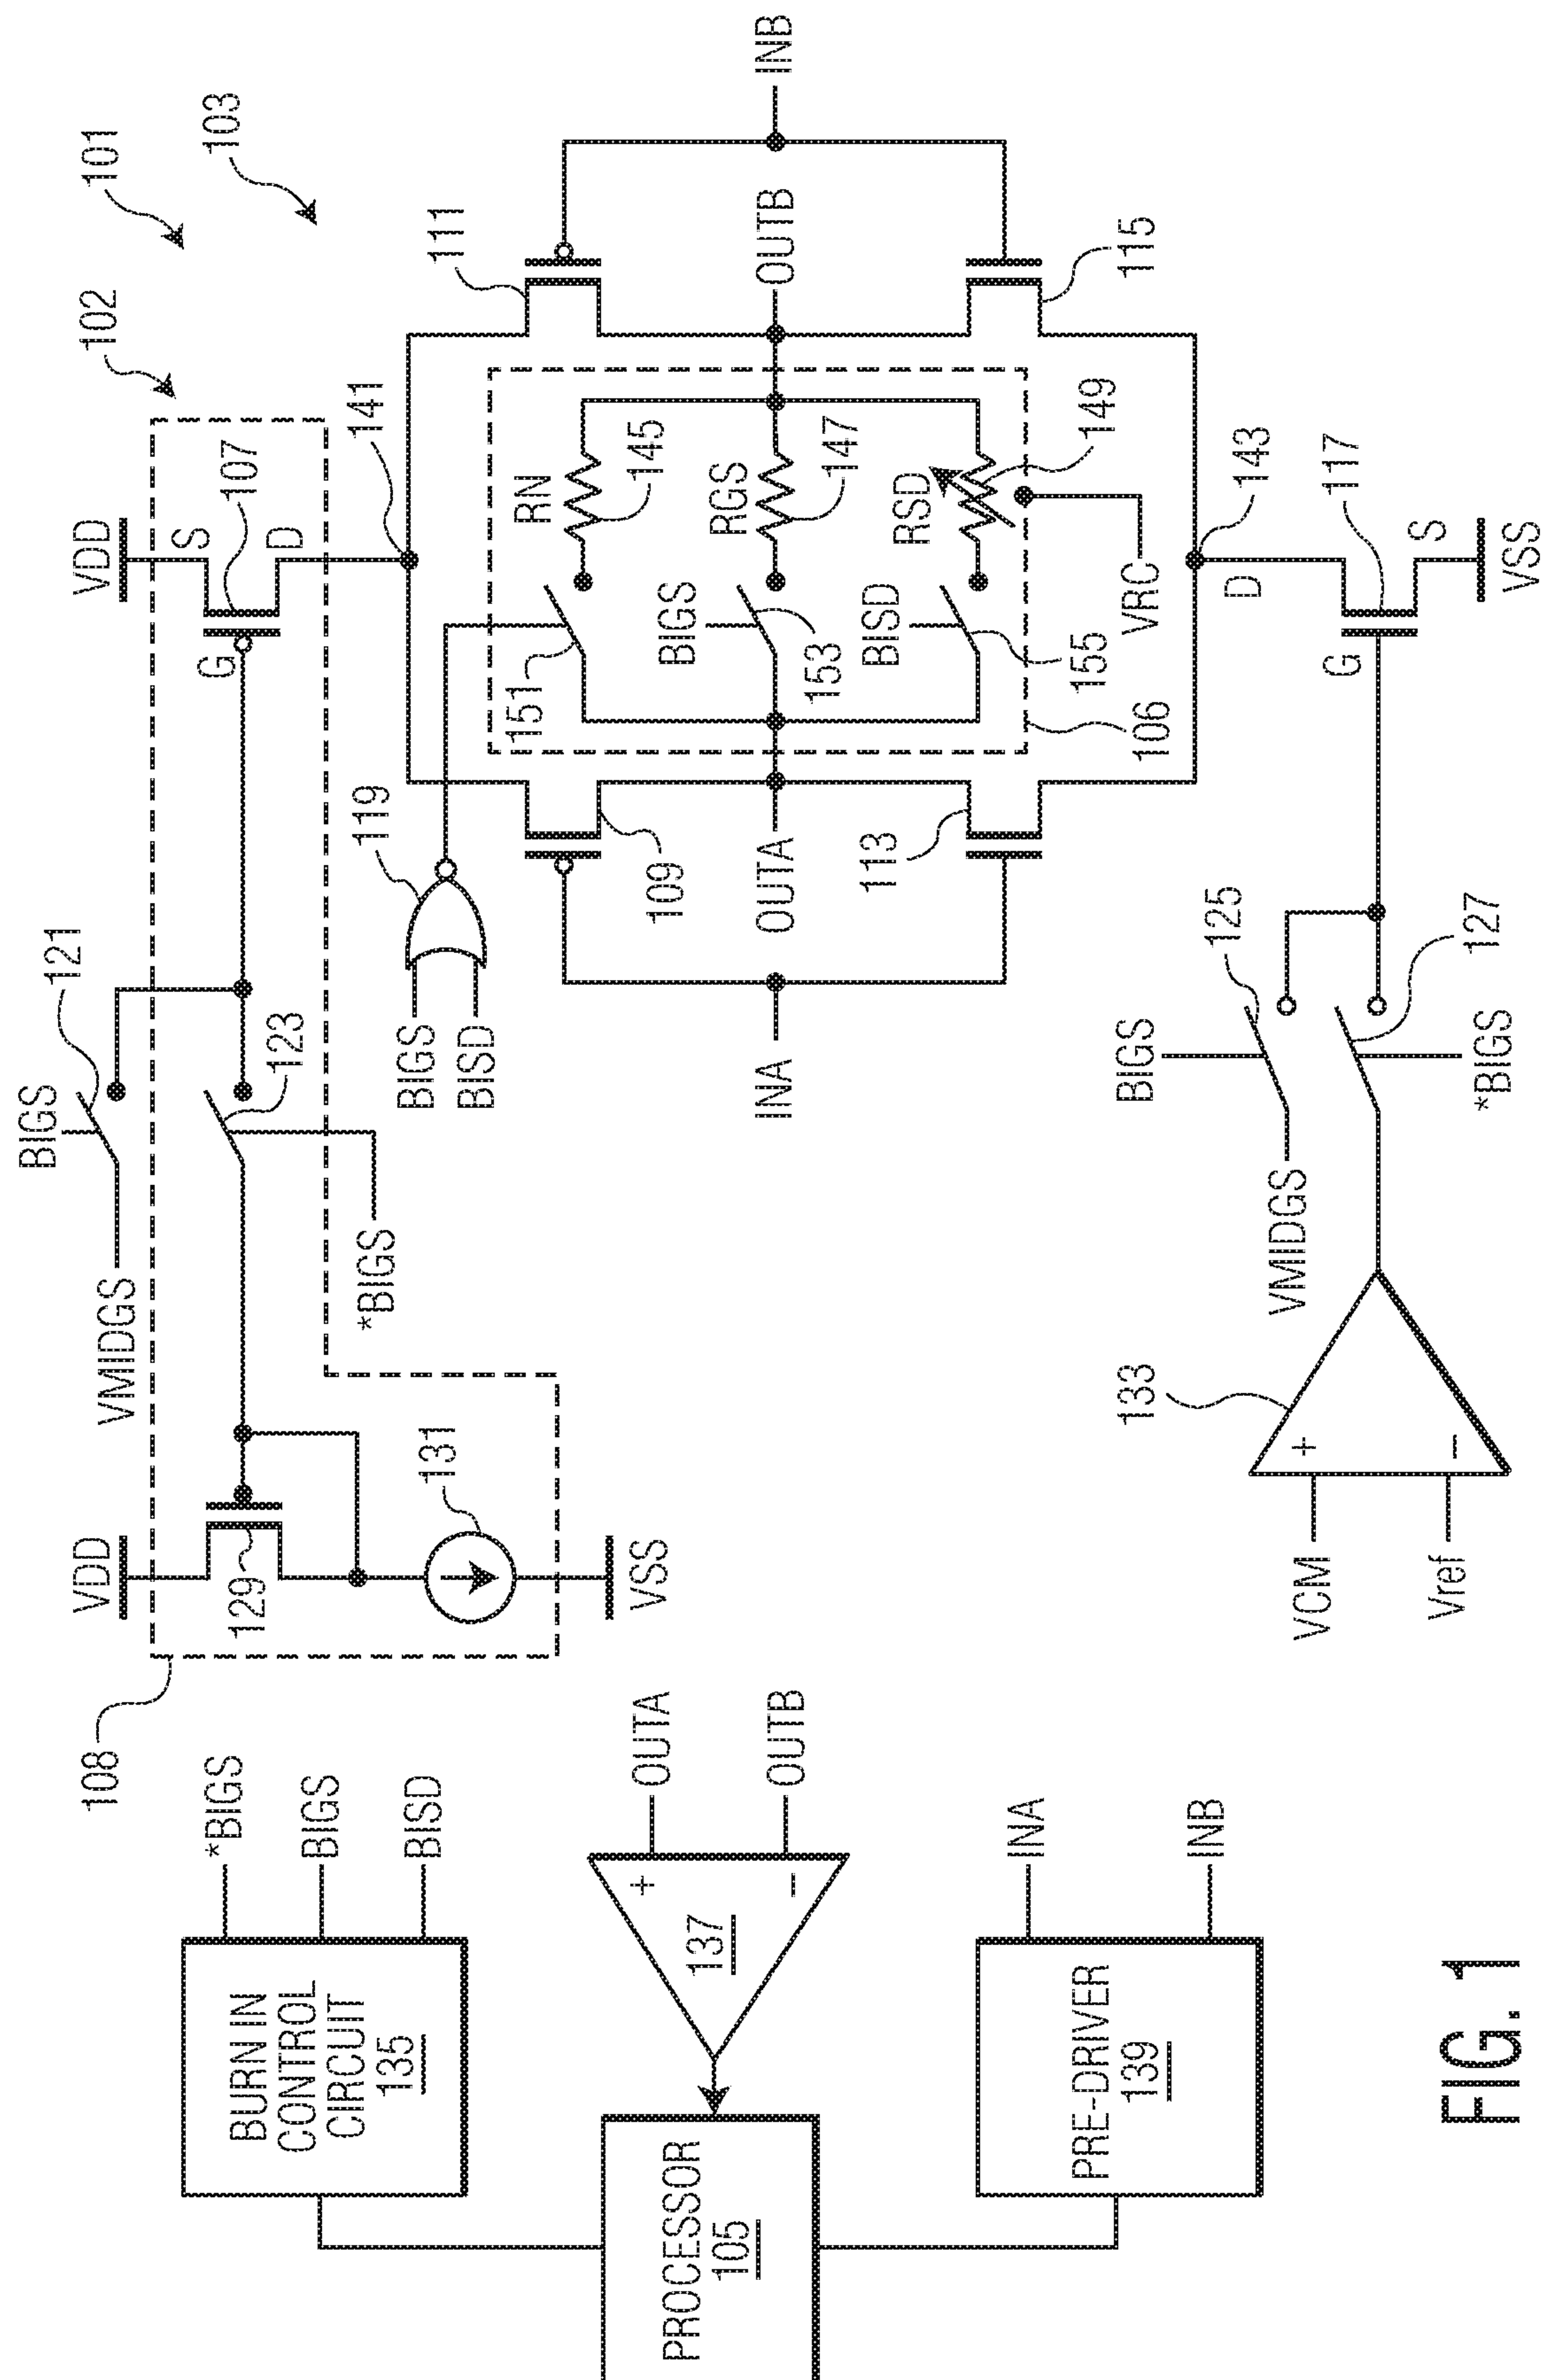 101
102
103
VDD
S
107
G
D
108
VDD
129
131
VSS
BIGS
121
VMIDGS
123
*BIGS
141
111
INB
OUTB
115
119
BIGS
BISD
109
OUTA
113
INA
RN
145
151
BIGS
RGS
147
153
BISD
RSD
149
155
VRC
106
143
D
117
G
S
VSS
BIGS
125
VMIDGS
127
*BIGS
133
+
−
VCM
Vref
BURN IN
CONTROL
CIRCUIT
135
*BIGS
BIGS
BISD
OUTA
OUTB
+
−
137
PROCESSOR
105
PRE-DRIVER
139
INA
INB
FIG. 1